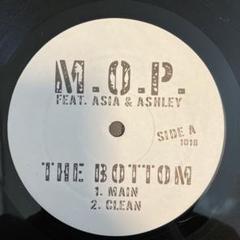 M.O.P.
FEAT. ASIA & ASHLEY
SIDE A
1018
THE BOTTOM
1. MAIN
2. CLEAN